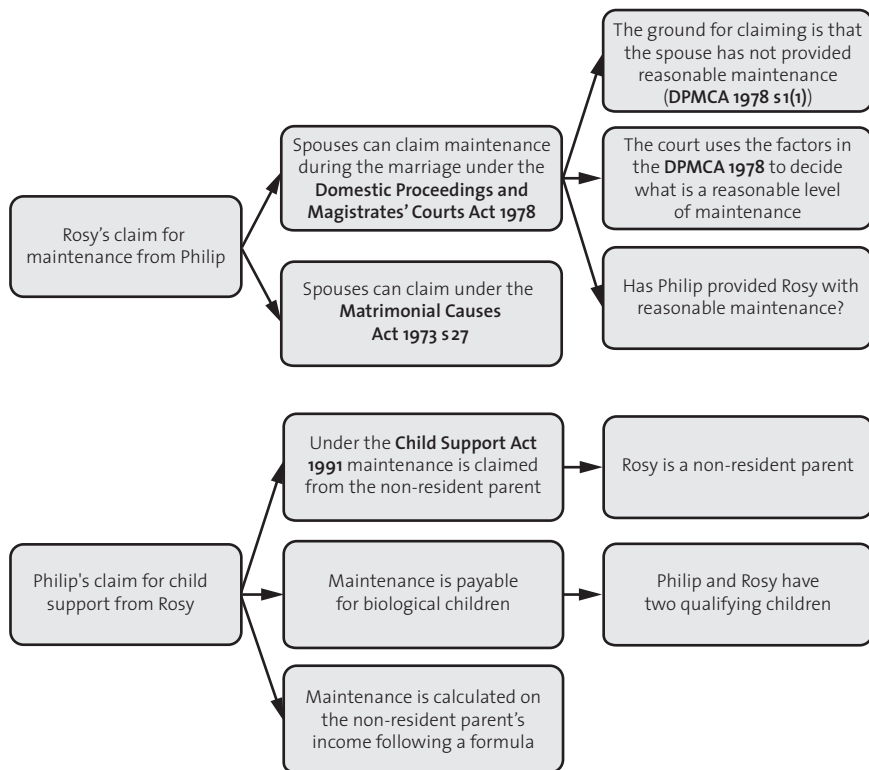 Rosy’s claim for
maintenance from Philip
Spouses can claim maintenance
during the marriage under the
Domestic Proceedings and
Magistrates’ Courts Act 1978
Spouses can claim under the
Matrimonial Causes
Act 1973 s 27
The ground for claiming is that
the spouse has not provided
reasonable maintenance
(DPMCA 1978 s 1(1))
The court uses the factors in
the DPMCA 1978 to decide
what is a reasonable level
of maintenance
Has Philip provided Rosy with
reasonable maintenance?
Philip's claim for child
support from Rosy
Under the Child Support Act
1991 maintenance is claimed
from the non-resident parent
Rosy is a non-resident parent
Maintenance is payable
for biological children
Philip and Rosy have
two qualifying children
Maintenance is calculated on
the non-resident parent’s
income following a formula